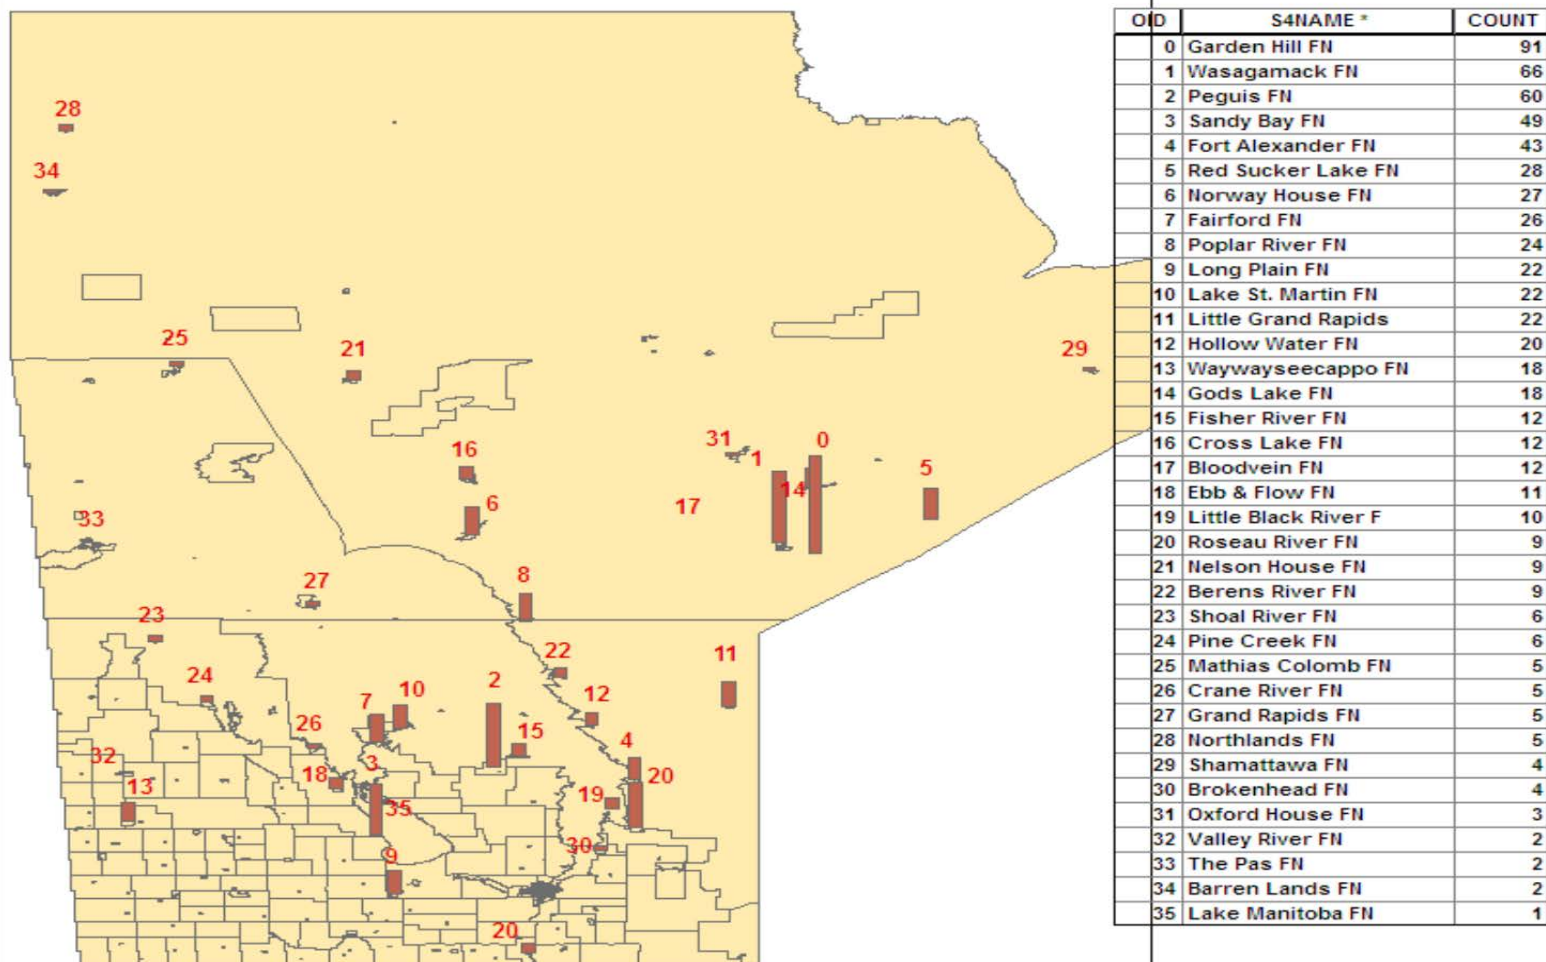 28
34
25
21
29
31
0
1
16
5
14
6
17
33
8
27
23
22
11
24
2
10
7
12
26
15
4
32
3
18
20
13
19
35
30
9
20
OID S4NAME * COUNT
0 Garden Hill FN 91
1 Wasagamack FN 66
2 Peguis FN 60
3 Sandy Bay FN 49
4 Fort Alexander FN 43
5 Red Sucker Lake FN 28
6 Norway House FN 27
7 Fairford FN 26
8 Poplar River FN 24
9 Long Plain FN 22
10 Lake St. Martin FN 22
11 Little Grand Rapids 22
12 Hollow Water FN 20
13 Waywayseecappo FN 18
14 Gods Lake FN 18
15 Fisher River FN 12
16 Cross Lake FN 12
17 Bloodvein FN 12
18 Ebb & Flow FN 11
19 Little Black River F 10
20 Roseau River FN 9
21 Nelson House FN 9
22 Berens River FN 9
23 Shoal River FN 6
24 Pine Creek FN 6
25 Mathias Colomb FN 5
26 Crane River FN 5
27 Grand Rapids FN 5
28 Northlands FN 5
29 Shamattawa FN 4
30 Brokenhead FN 4
31 Oxford House FN 3
32 Valley River FN 2
33 The Pas FN 2
34 Barren Lands FN 2
35 Lake Manitoba FN 1